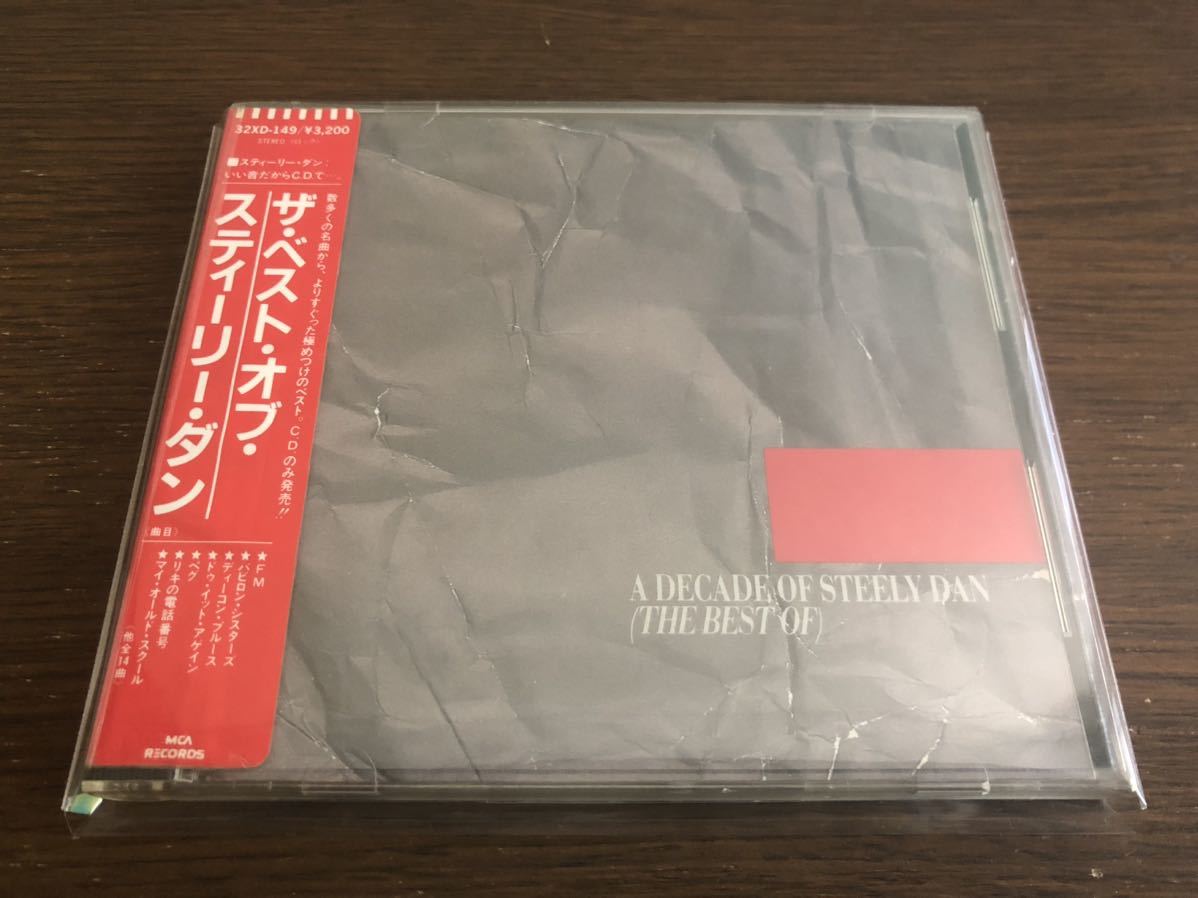 32XD-149/¥3,200
STEREO
スティーリー・ダン:
いい音だからC.D.で…。
ザ・ベスト・オブ・
スティーリー・ダン
数多くの名曲から、よりすぐった極めつけのベスト。C.D.のみ発売!!
〈曲目〉
★FM
★バビロン・シスターズ
★ディーコン・ブルース
★ドゥ・イット・アゲイン
★ペグ
★リキの電話番号
★マイ・オールド・スクール
(他全14曲)
MCA
RECORDS
A DECADE OF STEELY DAN
(THE BEST OF)